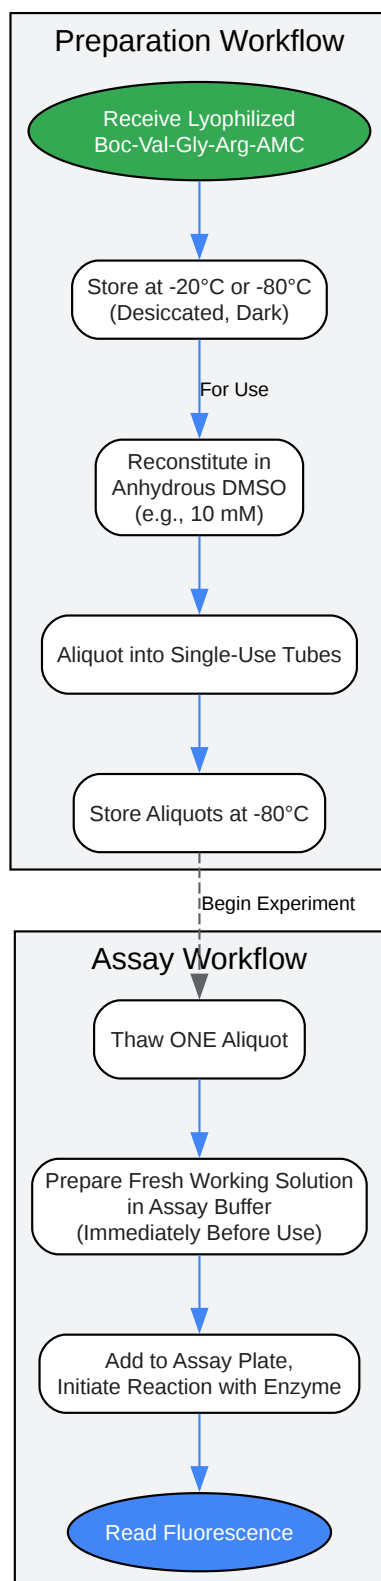 Preparation Workflow
Receive Lyophilized
Boc-Val-Gly-Arg-AMC
Store at -20°C or -80°C
(Desiccated, Dark)
For Use
Reconstitute in
Anhydrous DMSO
(e.g., 10 mM)
Aliquot into Single-Use Tubes
Store Aliquots at -80°C
Begin Experiment
Assay Workflow
Thaw ONE Aliquot
Prepare Fresh Working Solution
in Assay Buffer
(Immediately Before Use)
Add to Assay Plate,
Initiate Reaction with Enzyme
Read Fluorescence